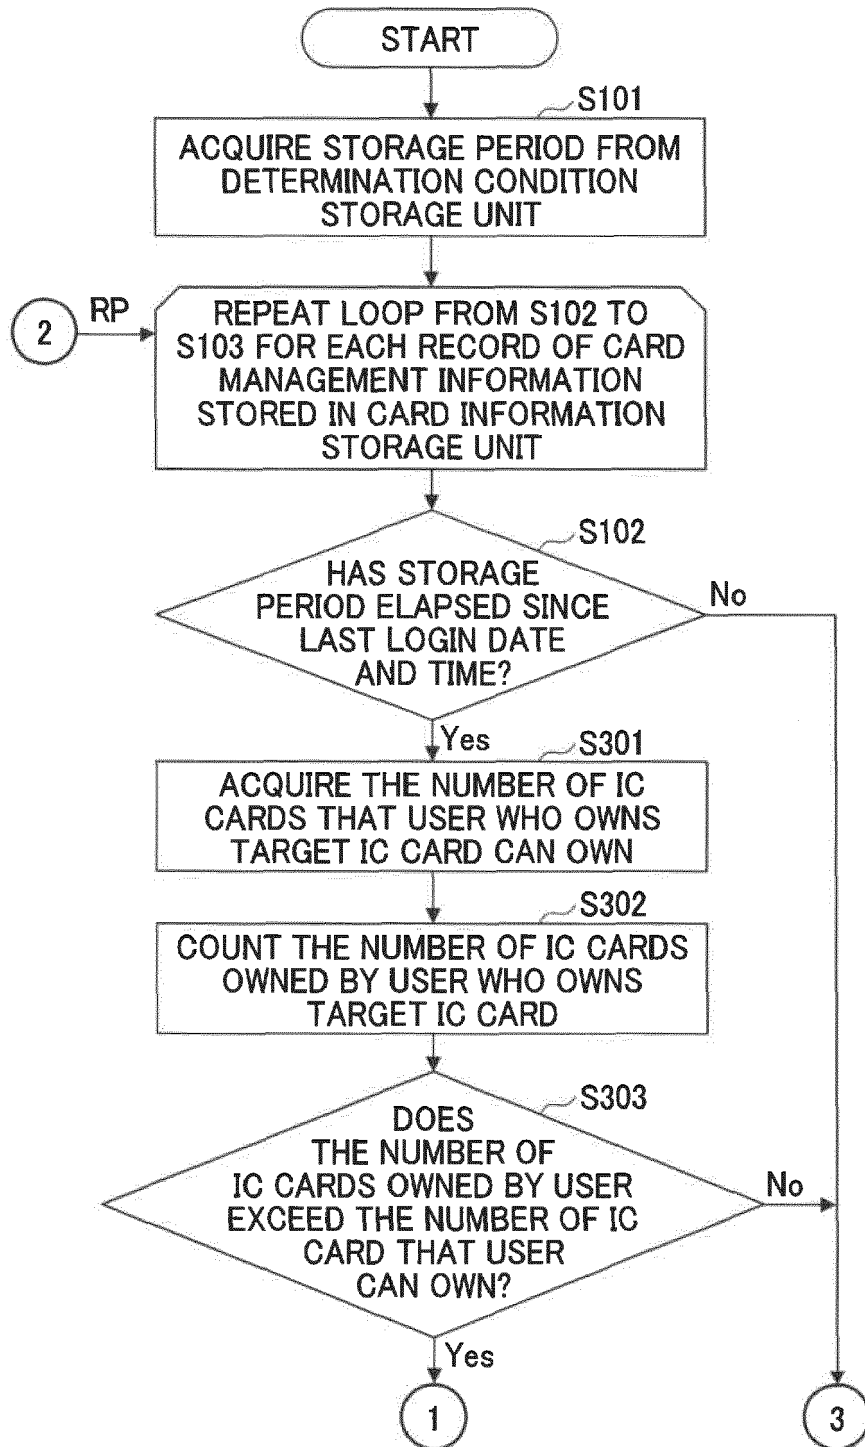 START
S101
ACQUIRE STORAGE PERIOD FROM
DETERMINATION CONDITION
STORAGE UNIT
2
RP
REPEAT LOOP FROM S102 TO
S103 FOR EACH RECORD OF CARD
MANAGEMENT INFORMATION
STORED IN CARD INFORMATION
STORAGE UNIT
S102
HAS STORAGE
PERIOD ELAPSED SINCE
LAST LOGIN DATE
AND TIME?
No
Yes
S301
ACQUIRE THE NUMBER OF IC
CARDS THAT USER WHO OWNS
TARGET IC CARD CAN OWN
S302
COUNT THE NUMBER OF IC CARDS
OWNED BY USER WHO OWNS
TARGET IC CARD
S303
DOES
THE NUMBER OF
IC CARDS OWNED BY USER
EXCEED THE NUMBER OF IC
CARD THAT USER
CAN OWN?
No
Yes
1
3